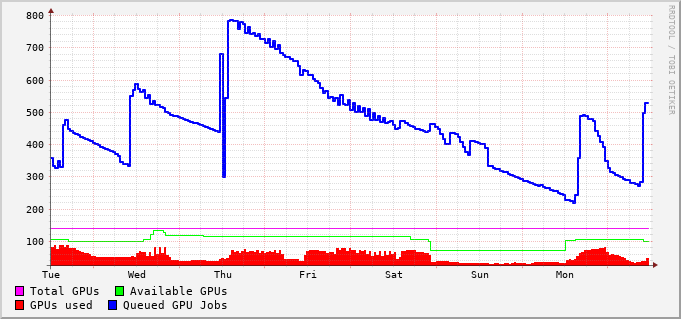 800
700
600
500
400
300
200
100
Tue Wed Thu Fri Sat Sun Mon
Total GPUs Available GPUs
GPUs used Queued GPU Jobs
RRDTOOL / TOBI OETIKER